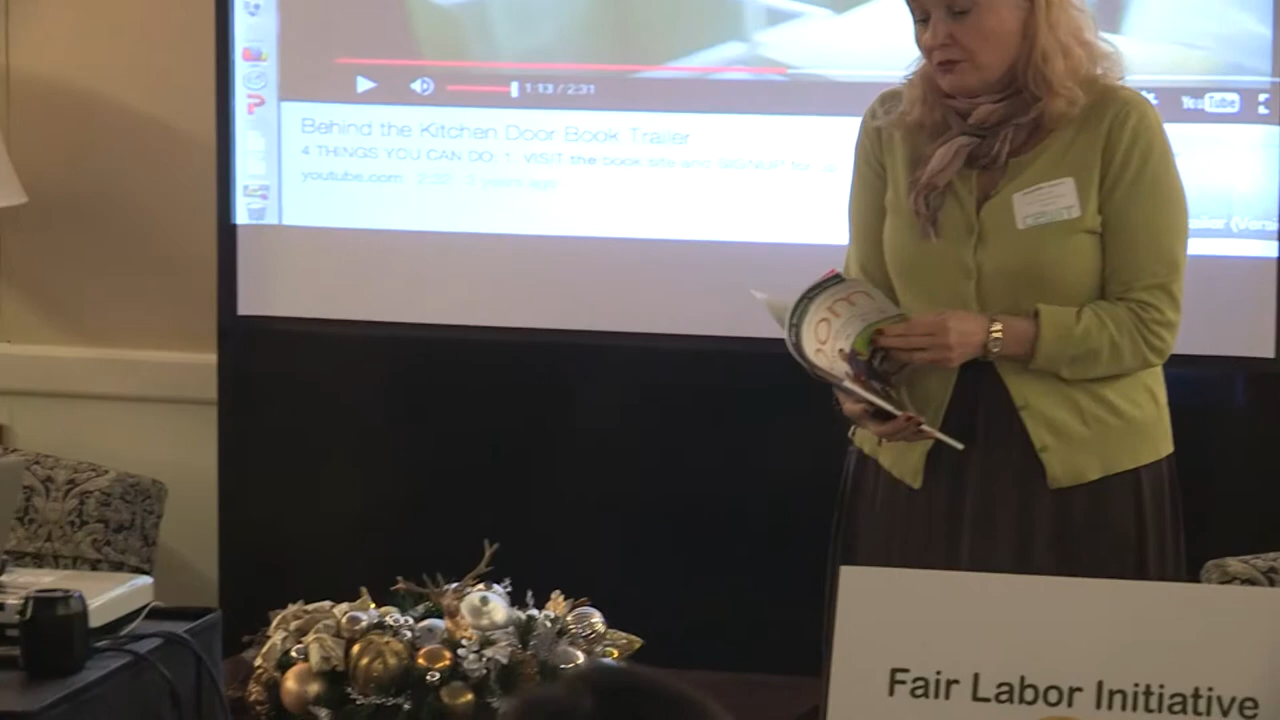 1:13 / 2:31
YouTube
Behind the Kitchen Door Book Trailer
4 THINGS YOU CAN DO: 1. VISIT the book site and SIGNUP for
youtube.com
Fair Labor Initiative